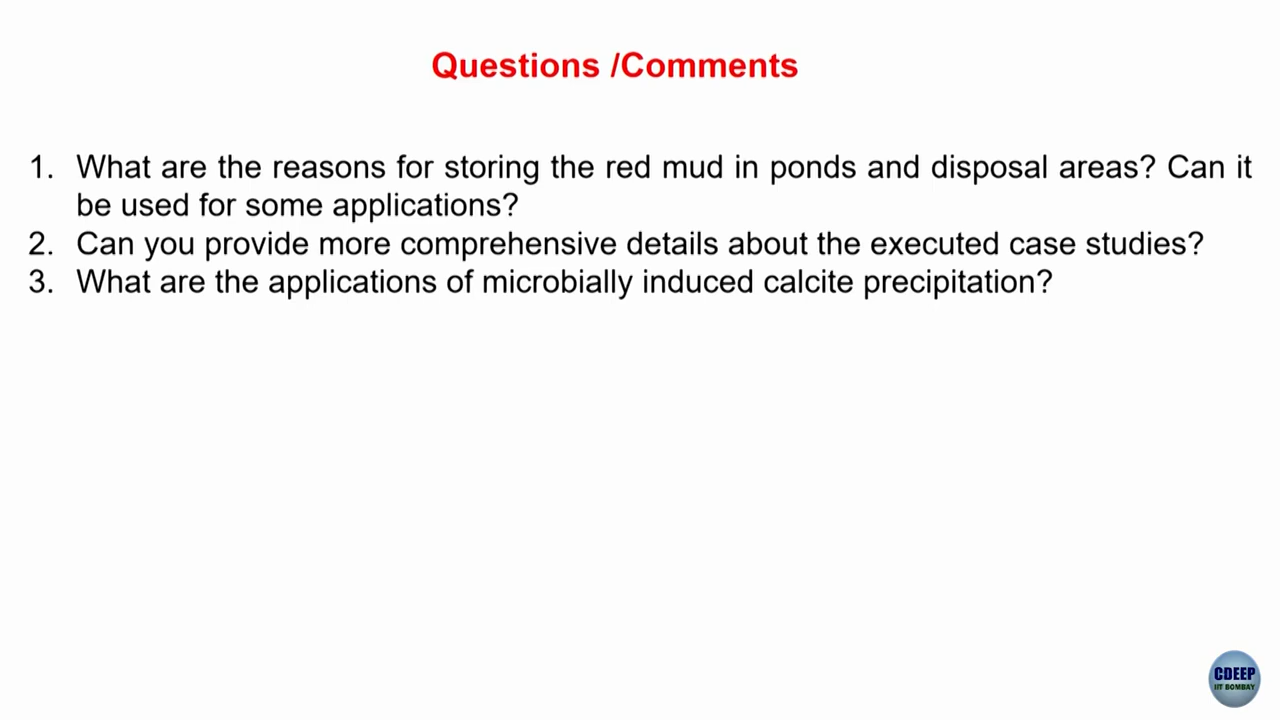 Questions /Comments
1. What are the reasons for storing the red mud in ponds and disposal areas? Can it
be used for some applications?
2. Can you provide more comprehensive details about the executed case studies?
3. What are the applications of microbially induced calcite precipitation?
CDEEP
IIT BOMBAY